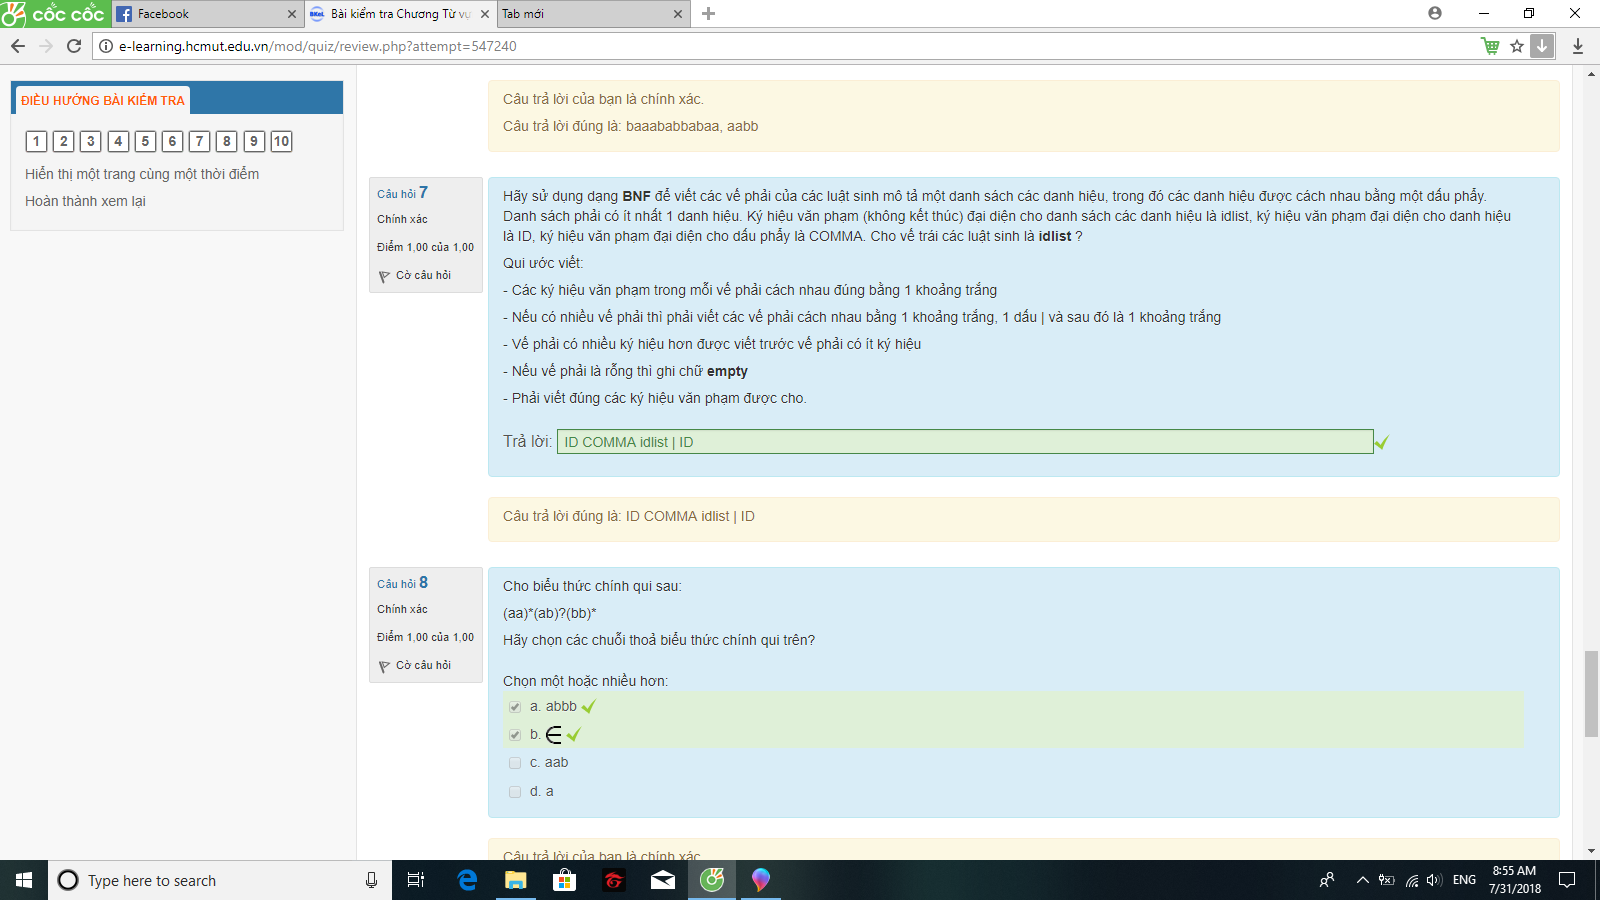 cốc cốc
Facebook
Bài kiểm tra Chương Từ vự
Tab mới
e-learning.hcmut.edu.vn/mod/quiz/review.php?attempt=547240
ĐIỀU HƯỚNG BÀI KIỂM TRA
1 2 3 4 5 6 7 8 9 10
Hiển thị một trang cùng một thời điểm
Hoàn thành xem lại
Câu trả lời của bạn là chính xác.
Câu trả lời đúng là: baaababbabaa, aabb
Câu hỏi 7
Chính xác
Điểm 1,00 của 1,00
Cờ câu hỏi
Hãy sử dụng dạng BNF để viết các vế phải của các luật sinh mô tả một danh sách các danh hiệu, trong đó các danh hiệu được cách nhau bằng một dấu phẩy.
Danh sách phải có ít nhất 1 danh hiệu. Ký hiệu văn phạm (không kết thúc) đại diện cho danh sách các danh hiệu là idlist, ký hiệu văn phạm đại diện cho danh hiệu
là ID, ký hiệu văn phạm đại diện cho dấu phẩy là COMMA. Cho vế trái các luật sinh là idlist ?
Qui ước viết:
- Các ký hiệu văn phạm trong mỗi vế phải cách nhau đúng bằng 1 khoảng trắng
- Nếu có nhiều vế phải thì phải viết các vế phải cách nhau bằng 1 khoảng trắng, 1 dấu | và sau đó là 1 khoảng trắng
- Vế phải có nhiều ký hiệu hơn được viết trước vế phải có ít ký hiệu
- Nếu vế phải là rỗng thì ghi chữ empty
- Phải viết đúng các ký hiệu văn phạm được cho.
Trả lời: ID COMMA idlist | ID
Câu trả lời đúng là: ID COMMA idlist | ID
Câu hỏi 8
Chính xác
Điểm 1,00 của 1,00
Cờ câu hỏi
Cho biểu thức chính qui sau:
(aa)*(ab)?(bb)*
Hãy chọn các chuỗi thoả biểu thức chính qui trên?
Chọn một hoặc nhiều hơn:
a. abbb
b. ∈
c. aab
d. a
Câu trả lời của bạn là chính xác
Type here to search
ENG
8:55 AM
7/31/2018